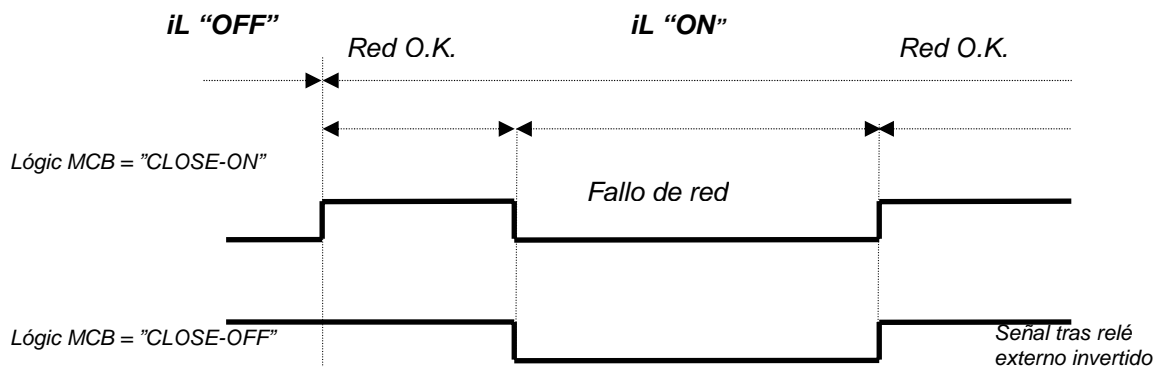 iL “OFF”
iL “ON”
Red O.K.
Red O.K.
Lógic MCB = ”CLOSE-ON”
Fallo de red
Lógic MCB = ”CLOSE-OFF”
Señal tras relé
externo invertido